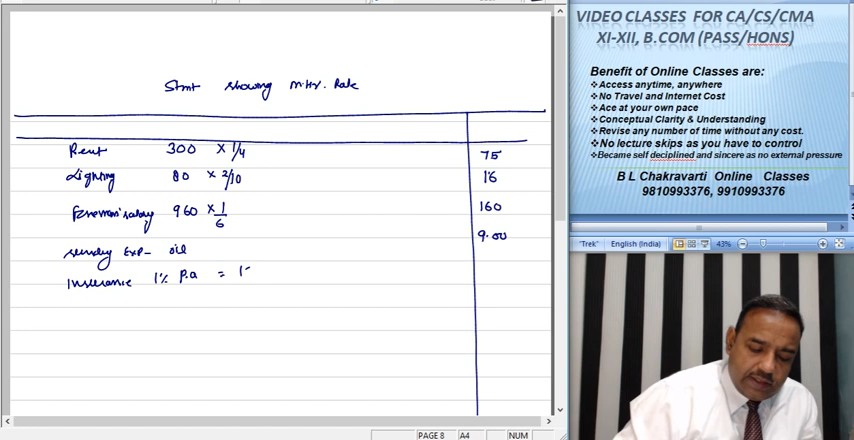 Stmt showing M.Hr. Rate
Rent 300 × 1/4 75
Lighting 80 × 2/10 16
Foreman's salary 960 × 1/6 160
Sundry Exp- oil 9.00
Insurance 1% P.a =
PAGE 8 A4 NUM
VIDEO CLASSES FOR CA/CS/CMA
XI-XII, B.COM (PASS/HONS)
Benefit of Online Classes are:
❖Access anytime, anywhere
❖No Travel and Internet Cost
❖Ace at your own pace
❖Conceptual Clarity & Understanding
❖Revise any number of time without any cost.
❖No lecture skips as you have to control
❖Became self deciplined and sincere as no external pressure
B L Chakravarti Online Classes
9810993376, 9910993376
"Trek" English (India) 43%